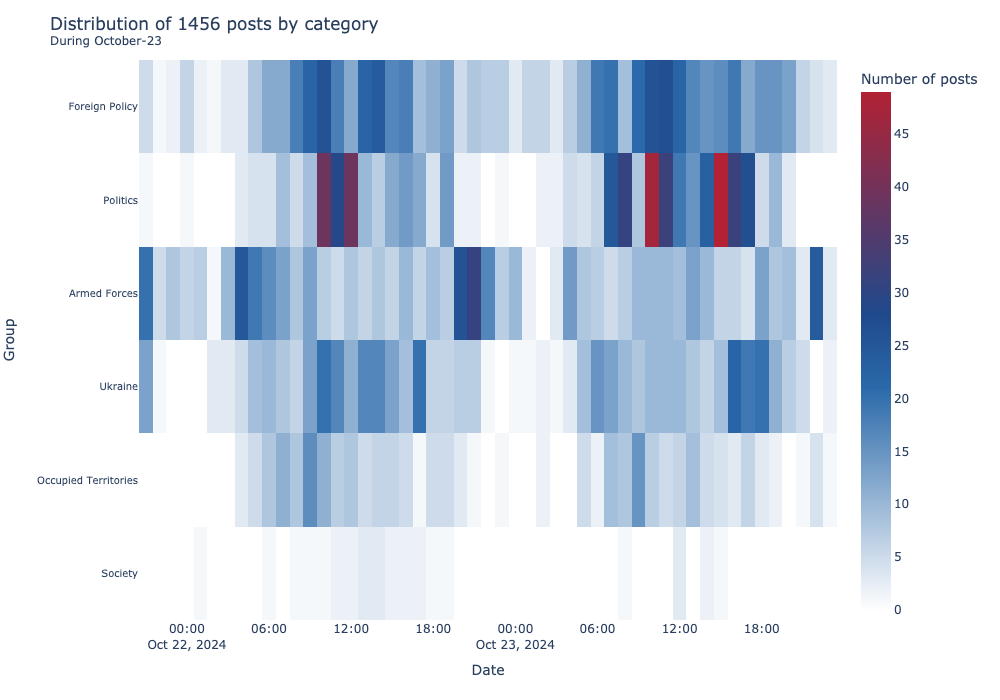 Distribution of 1456 posts by category
During October-23
Number of posts
Foreign Policy
Politics
Armed Forces
Ukraine
Occupied Territories
Society
Group
45
40
35
30
25
20
15
10
5
0
00:00 06:00 12:00 18:00 00:00 06:00 12:00 18:00
Oct 22, 2024 Oct 23, 2024
Date